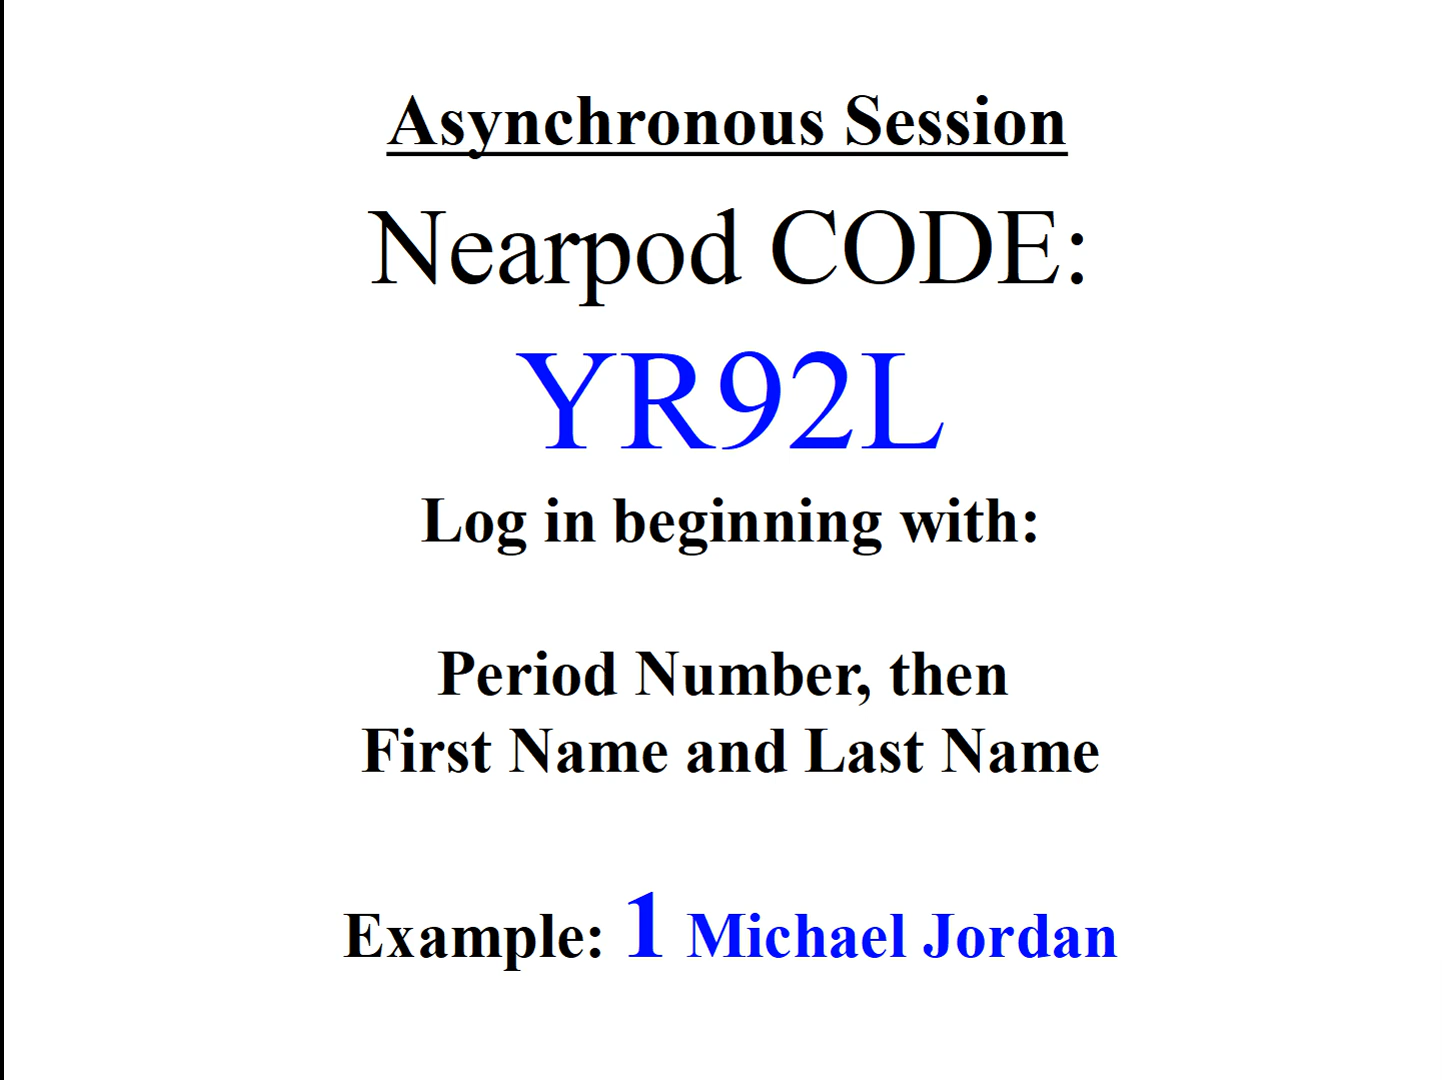 Asynchronous Session
Nearpod CODE:
YR92L
Log in beginning with:
Period Number, then
First Name and Last Name
Example: 1 Michael Jordan